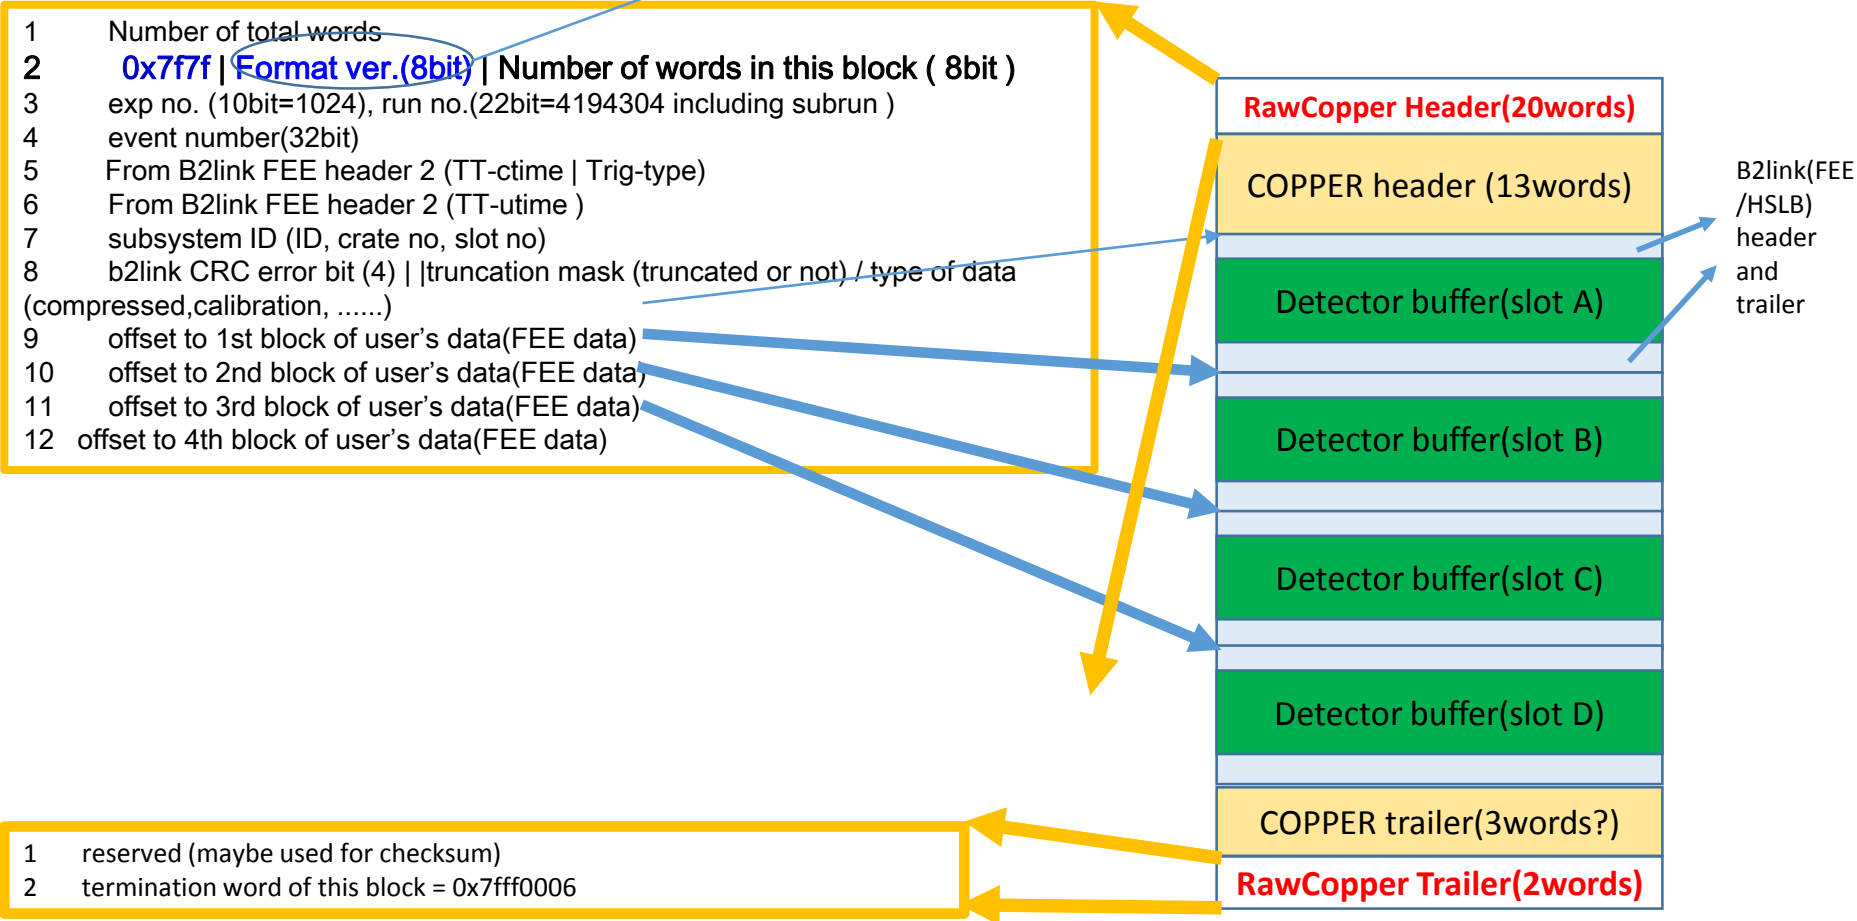 1 Number of total words
2 0x7f7f | Format ver.(8bit) | Number of words in this block ( 8bit )
3 exp no. (10bit=1024), run no.(22bit=4194304 including subrun )
4 event number(32bit)
5 From B2link FEE header 2 (TT-ctime | Trig-type)
6 From B2link FEE header 2 (TT-utime )
7 subsystem ID (ID, crate no, slot no)
8 b2link CRC error bit (4) | |truncation mask (truncated or not) / type of data
(compressed,calibration, ......)
9 offset to 1st block of user’s data(FEE data)
10 offset to 2nd block of user’s data(FEE data)
11 offset to 3rd block of user’s data(FEE data)
12 offset to 4th block of user’s data(FEE data)
RawCopper Header(20words)
COPPER header (13words)
Detector buffer(slot A)
Detector buffer(slot B)
Detector buffer(slot C)
Detector buffer(slot D)
COPPER trailer(3words?)
RawCopper Trailer(2words)
B2link(FEE
/HSLB)
header
and
trailer
1 reserved (maybe used for checksum)
2 termination word of this block = 0x7fff0006